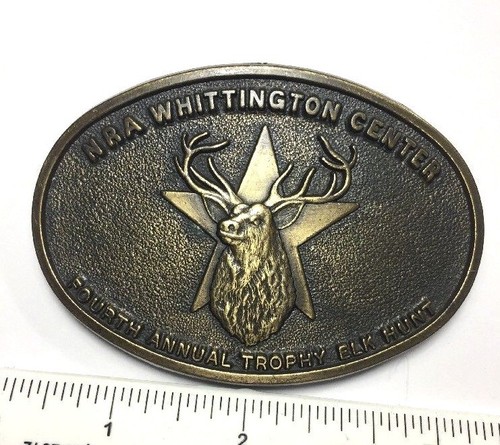 NRA WHITTINGTON CENTER
FOURTH ANNUAL TROPHY ELK HUNT
1 2